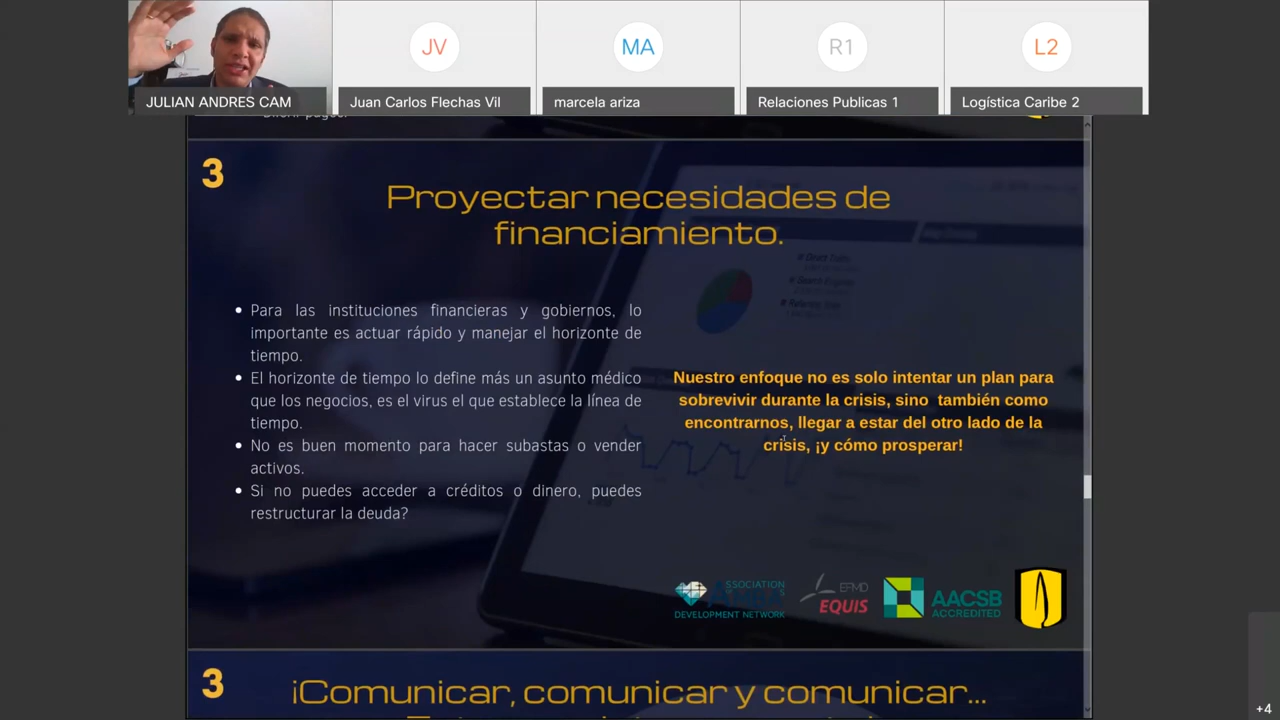 JV
MA
R1
L2
JULIAN ANDRES CAM
Juan Carlos Flechas Vil
marcela ariza
Relaciones Publicas 1
Logística Caribe 2
3
Proyectar necesidades de
financiamiento.
Para las instituciones financieras y gobiernos, lo
importante es actuar rápido y manejar el horizonte de
tiempo.
El horizonte de tiempo lo define más un asunto médico
que los negocios, es el virus el que establece la línea de
tiempo.
No es buen momento para hacer subastas o vender
activos.
Si no puedes acceder a créditos o dinero, puedes
restructurar la deuda?
Nuestro enfoque no es solo intentar un plan para
sobrevivir durante la crisis, sino también como
encontrarnos, llegar a estar del otro lado de la
crisis, ¡y cómo prosperar!
DEVELOPMENT NETWORK
EFMD
EQUIS
AACSB
ACCREDITED
3
¡Comunicar, comunicar y comunicar...
+4